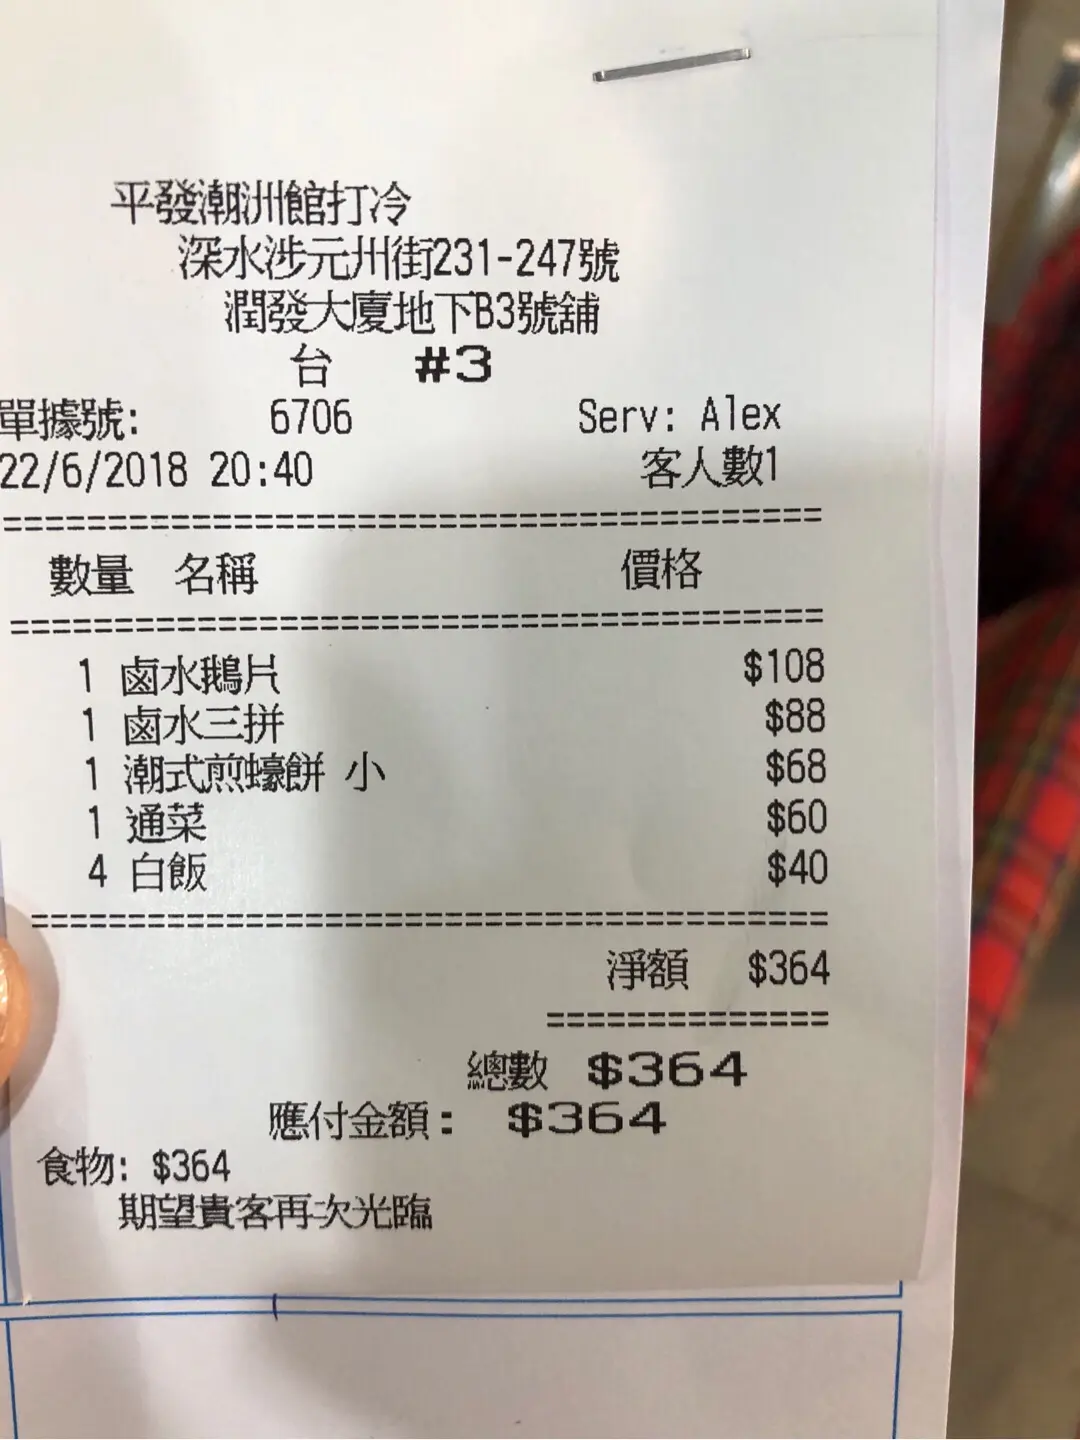 平發潮洲館打冷
深水涉元州街231-247號
潤發大廈地下B3號舖
台 #3
單據號: 6706 Serv: Alex
22/6/2018 20:40 客人數1
=======================================
數量 名稱 價格
=======================================
1 鹵水鵝片 $108
1 鹵水三拼 $88
1 潮式煎蠔餅 小 $68
1 通菜 $60
4 白飯 $40
=======================================
淨額 $364
==============
總數 $364
應付金額: $364
食物: $364
期望貴客再次光臨